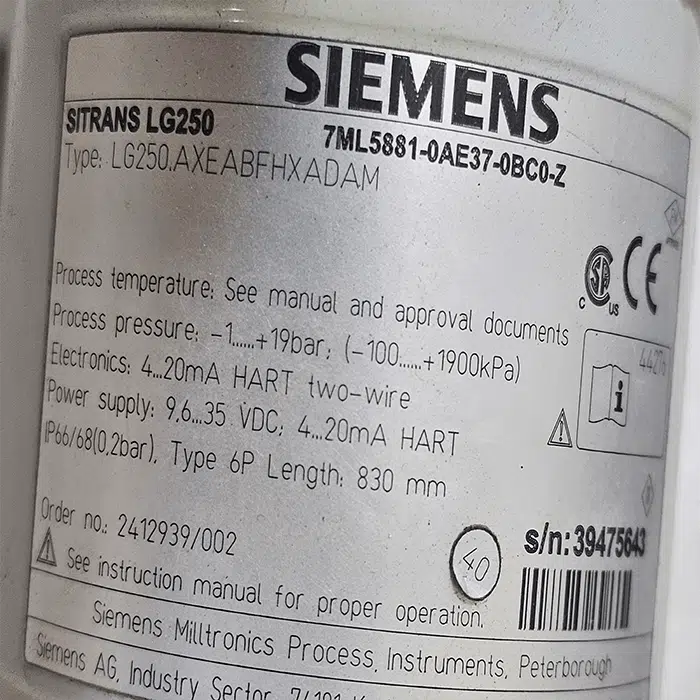 SIEMENS
SITRANS LG250
7ML5881-0AE37-0BC0-Z
Type: LG250.AXEABFHXADAM
Process temperature: See manual and approval documents
Process pressure: -1.....+19bar; (-100.....+1900kPa)
Electronics: 4...20mA HART two-wire
Power supply: 9,6...35 VDC; 4...20mA HART
IP66/68(0,2bar), Type 6P Length: 830 mm
C SA US
CE
i
Order no.: 2412939/002
40
s/n: 39475643
See instruction manual for proper operation.
Siemens Milltronics Process, Instruments, Peterborough
Siemens AG, Industry Sector,